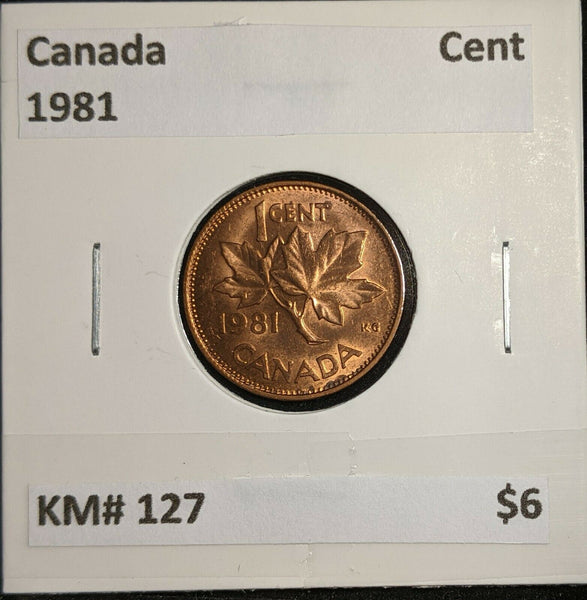 Canada Cent
1981
1 CENT
1981 KG
CANADA
KM# 127 $6